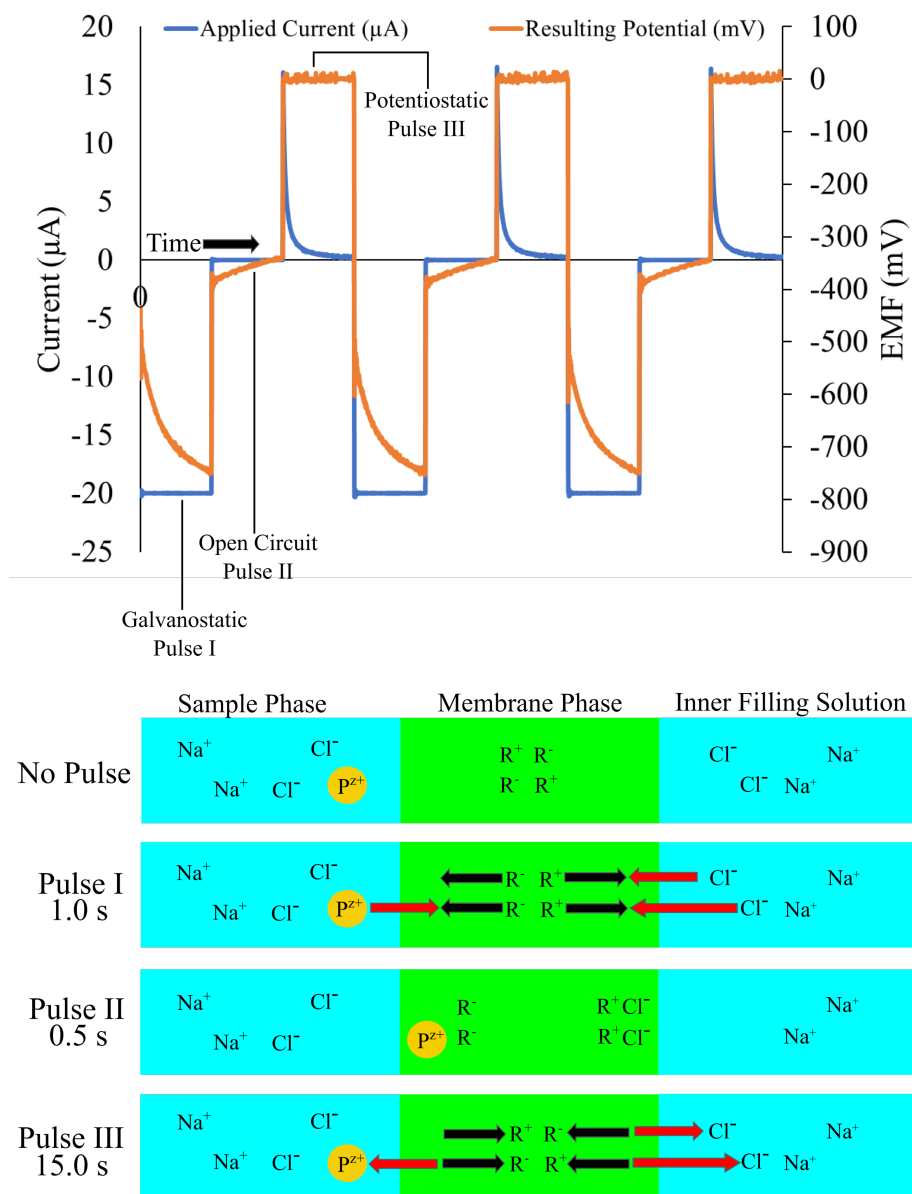 Applied Current (µA)
Resulting Potential (mV)
20
15
10
5
0
-5
-10
-15
-20
-25
Current (µA)
100
0
-100
-200
-300
-400
-500
-600
-700
-800
-900
EMF (mV)
Potentiostatic
Pulse III
Time
0
Open Circuit
Pulse II
Galvanostatic
Pulse I
Sample Phase
Membrane Phase
Inner Filling Solution
No Pulse
Na⁺ Cl⁻ R⁺ R⁻ Cl⁻ Na⁺
Na⁺ Cl⁻ Pᶻ⁺ R⁻ R⁺ Cl⁻ Na⁺
Pulse I
1.0 s
Na⁺ Cl⁻ R⁻ R⁺ Cl⁻ Na⁺
Na⁺ Cl⁻ Pᶻ⁺ R⁻ R⁺ Cl⁻ Na⁺
Pulse II
0.5 s
Na⁺ Cl⁻ R⁻ R⁺Cl⁻ Na⁺
Na⁺ Cl⁻ Pᶻ⁺ R⁻ R⁺Cl⁻ Na⁺
Pulse III
15.0 s
Na⁺ Cl⁻ R⁺ R⁻ Cl⁻ Na⁺
Na⁺ Cl⁻ Pᶻ⁺ R⁻ R⁺ Cl⁻ Na⁺